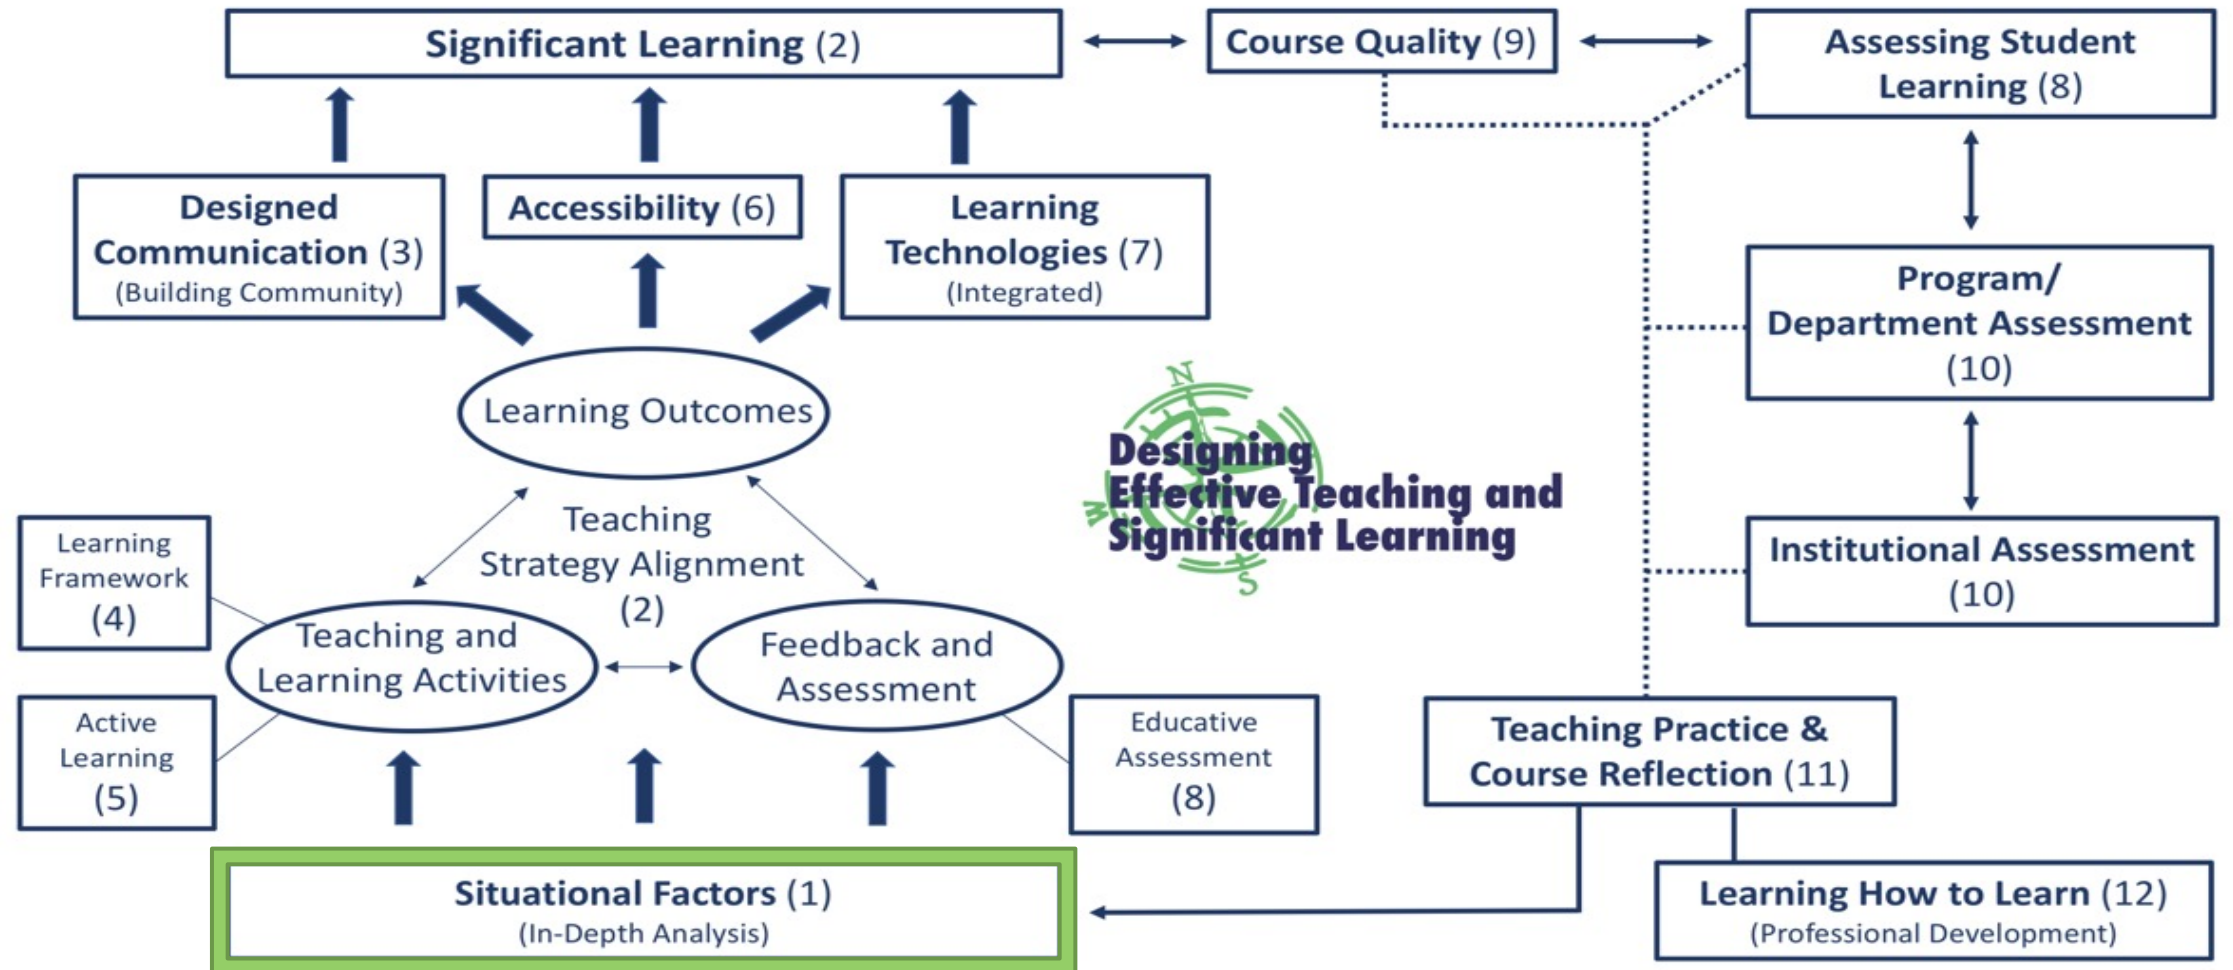 Significant Learning (2)
Course Quality (9)
Assessing Student
Learning (8)
Designed
Communication (3)
(Building Community)
Accessibility (6)
Learning
Technologies (7)
(Integrated)
Program/
Department Assessment
(10)
Learning Outcomes
N
W
S
Designing
Effective Teaching and
Significant Learning
Teaching
Strategy Alignment
(2)
Learning
Framework
(4)
Institutional Assessment
(10)
Teaching and
Learning Activities
Feedback and
Assessment
Active
Learning
(5)
Educative
Assessment
(8)
Teaching Practice &
Course Reflection (11)
Situational Factors (1)
(In-Depth Analysis)
Learning How to Learn (12)
(Professional Development)